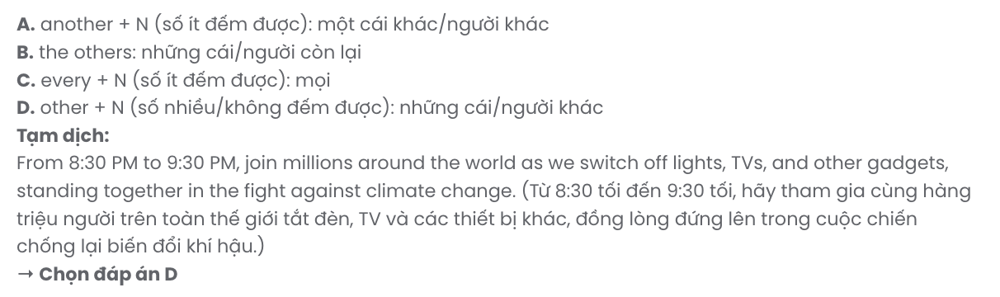 A. another + N (số ít đếm được): một cái khác/người khác
B. the others: những cái/người còn lại
C. every + N (số ít đếm được): mọi
D. other + N (số nhiều/không đếm được): những cái/người khác
Tạm dịch:
From 8:30 PM to 9:30 PM, join millions around the world as we switch off lights, TVs, and other gadgets,
standing together in the fight against climate change. (Từ 8:30 tối đến 9:30 tối, hãy tham gia cùng hàng
triệu người trên toàn thế giới tắt đèn, TV và các thiết bị khác, đồng lòng đứng lên trong cuộc chiến
chống lại biến đổi khí hậu.)
→ Chọn đáp án D